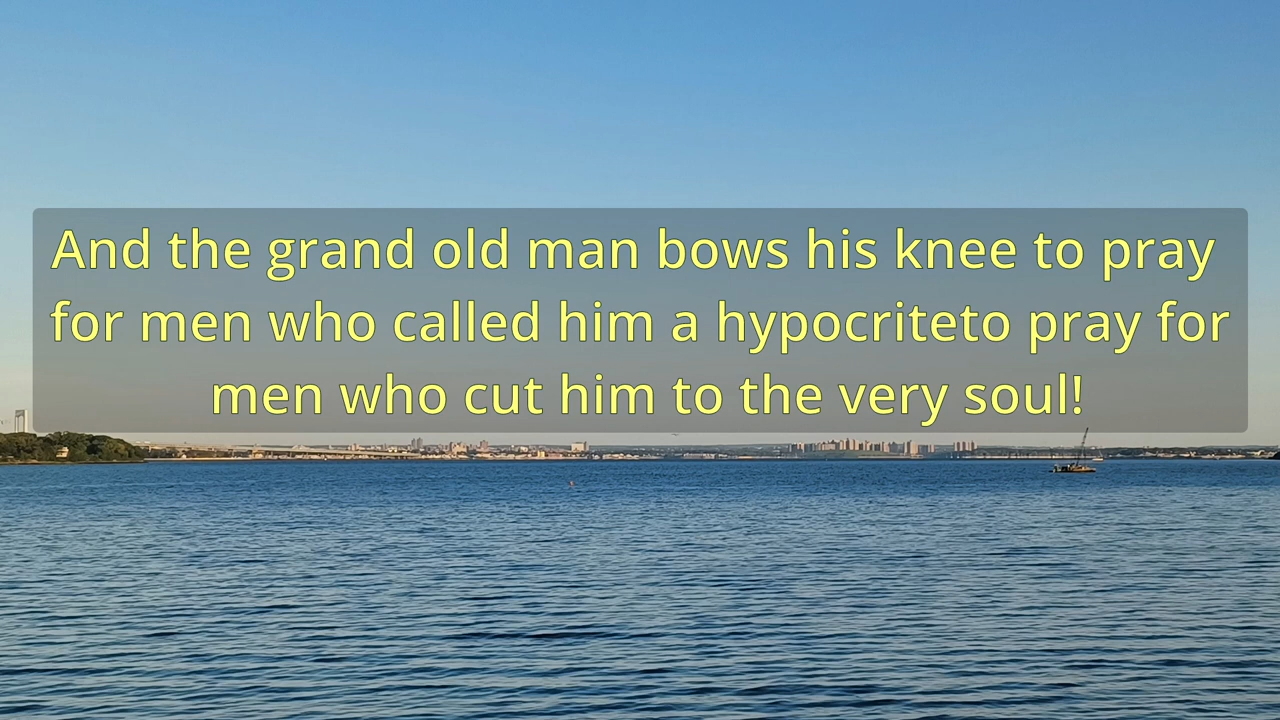 And the grand old man bows his knee to pray
for men who called him a hypocriteto pray for
men who cut him to the very soul!